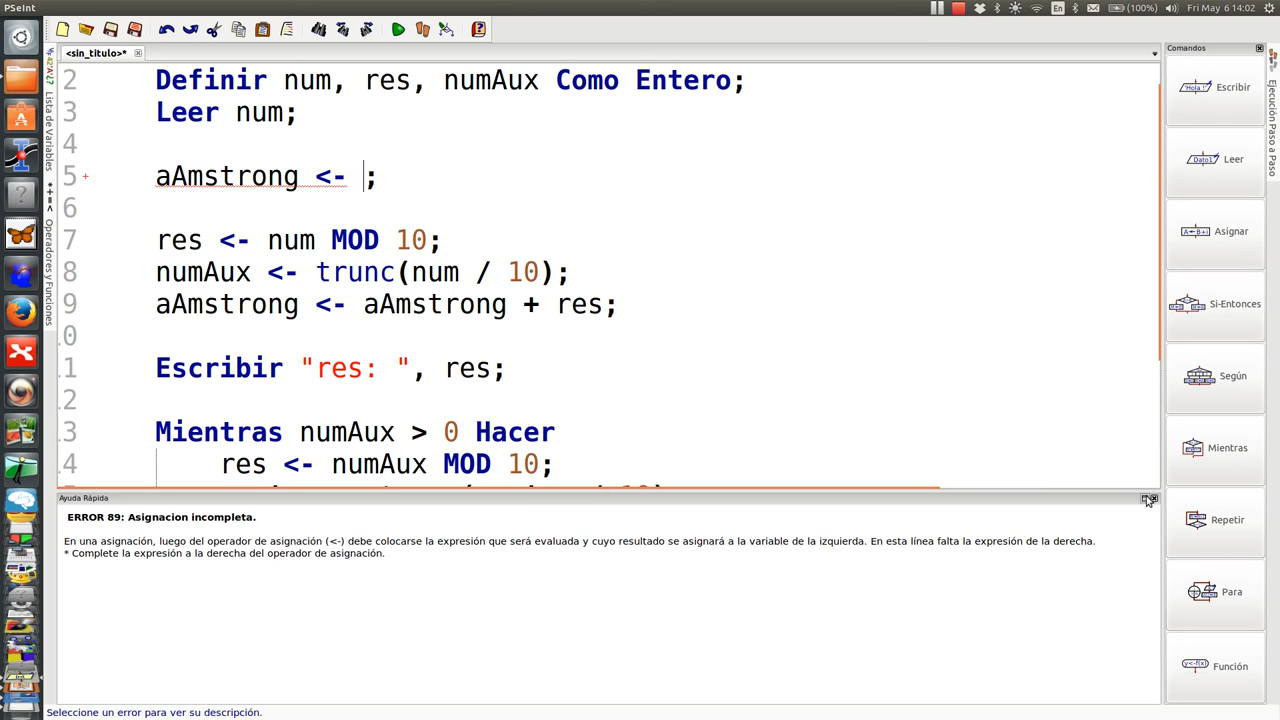 PSeInt
En
(100%)
Fri May 6 14:02
<sin_titulo>*
Comandos
Lista de Variables
Operadores y Funciones
Ejecución Paso a Paso
2 Definir num, res, numAux Como Entero;
3 Leer num;
4
5 aAmstrong <- ;
6
7 res <- num MOD 10;
8 numAux <- trunc(num / 10);
9 aAmstrong <- aAmstrong + res;
0
1 Escribir "res: ", res;
2
3 Mientras numAux > 0 Hacer
4 res <- numAux MOD 10;
Escribir
Leer
Asignar
Si-Entonces
Según
Mientras
Repetir
Para
Función
Ayuda Rápida
ERROR 89: Asignacion incompleta.
En una asignación, luego del operador de asignación (<-) debe colocarse la expresión que será evaluada y cuyo resultado se asignará a la variable de la izquierda. En esta línea falta la expresión de la derecha.
* Complete la expresión a la derecha del operador de asignación.
Seleccione un error para ver su descripción.